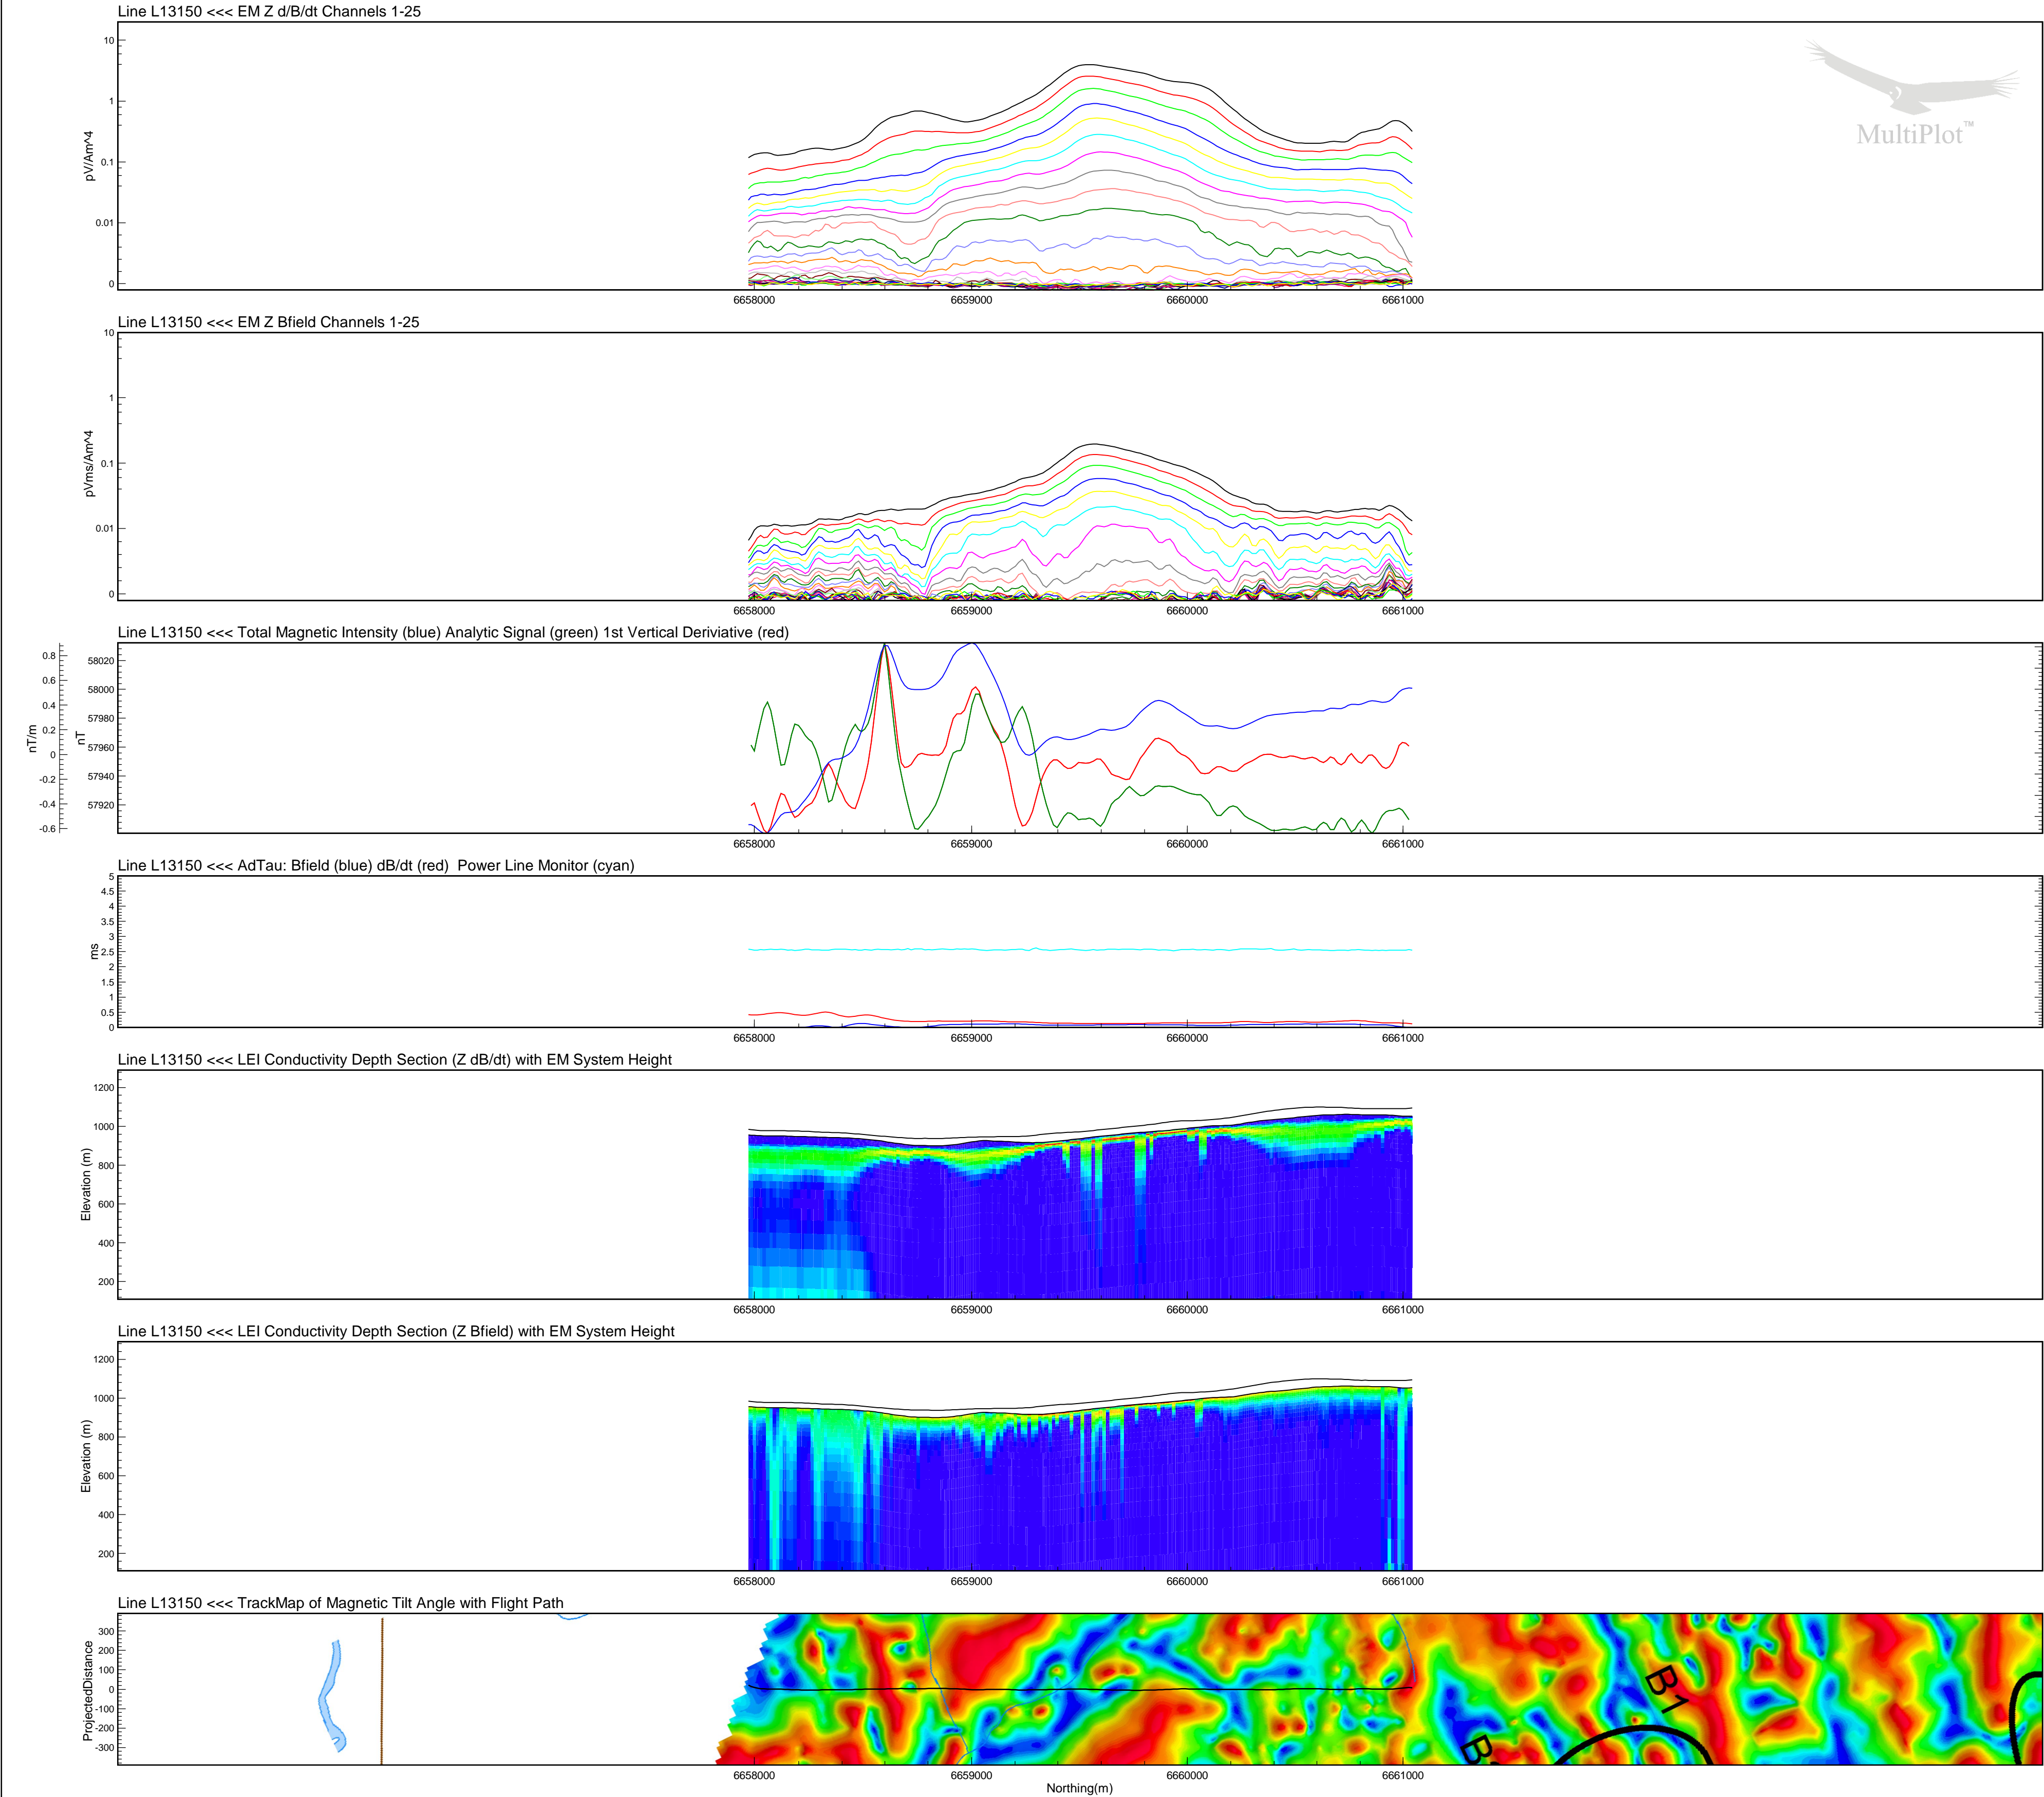 Line L13150 <<< EM Z d/B/dt Channels 1-25
10
1
0.1
0.01
0
pV/Am^4
MultiPlot™
6658000 6659000 6660000 6661000
Line L13150 <<< EM Z Bfield Channels 1-25
10
1
0.1
0.01
0
pVms/Am^4
6658000 6659000 6660000 6661000
Line L13150 <<< Total Magnetic Intensity (blue) Analytic Signal (green) 1st Vertical Deriviative (red)
0.8
0.6
0.4
0.2
0
-0.2
-0.4
-0.6
nT/m
58020
58000
57980
57960
57940
57920
nT
6658000 6659000 6660000 6661000
Line L13150 <<< AdTau: Bfield (blue) dB/dt (red)  Power Line Monitor (cyan)
5
4.5
4
3.5
3
2.5
2
1.5
1
0.5
0
ms
6658000 6659000 6660000 6661000
Line L13150 <<< LEI Conductivity Depth Section (Z dB/dt) with EM System Height
1200
1000
800
600
400
200
Elevation (m)
6658000 6659000 6660000 6661000
Line L13150 <<< LEI Conductivity Depth Section (Z Bfield) with EM System Height
1200
1000
800
600
400
200
Elevation (m)
6658000 6659000 6660000 6661000
Line L13150 <<< TrackMap of Magnetic Tilt Angle with Flight Path
300
200
100
0
-100
-200
-300
ProjectedDistance
B1
6658000 6659000 6660000 6661000
Northing(m)